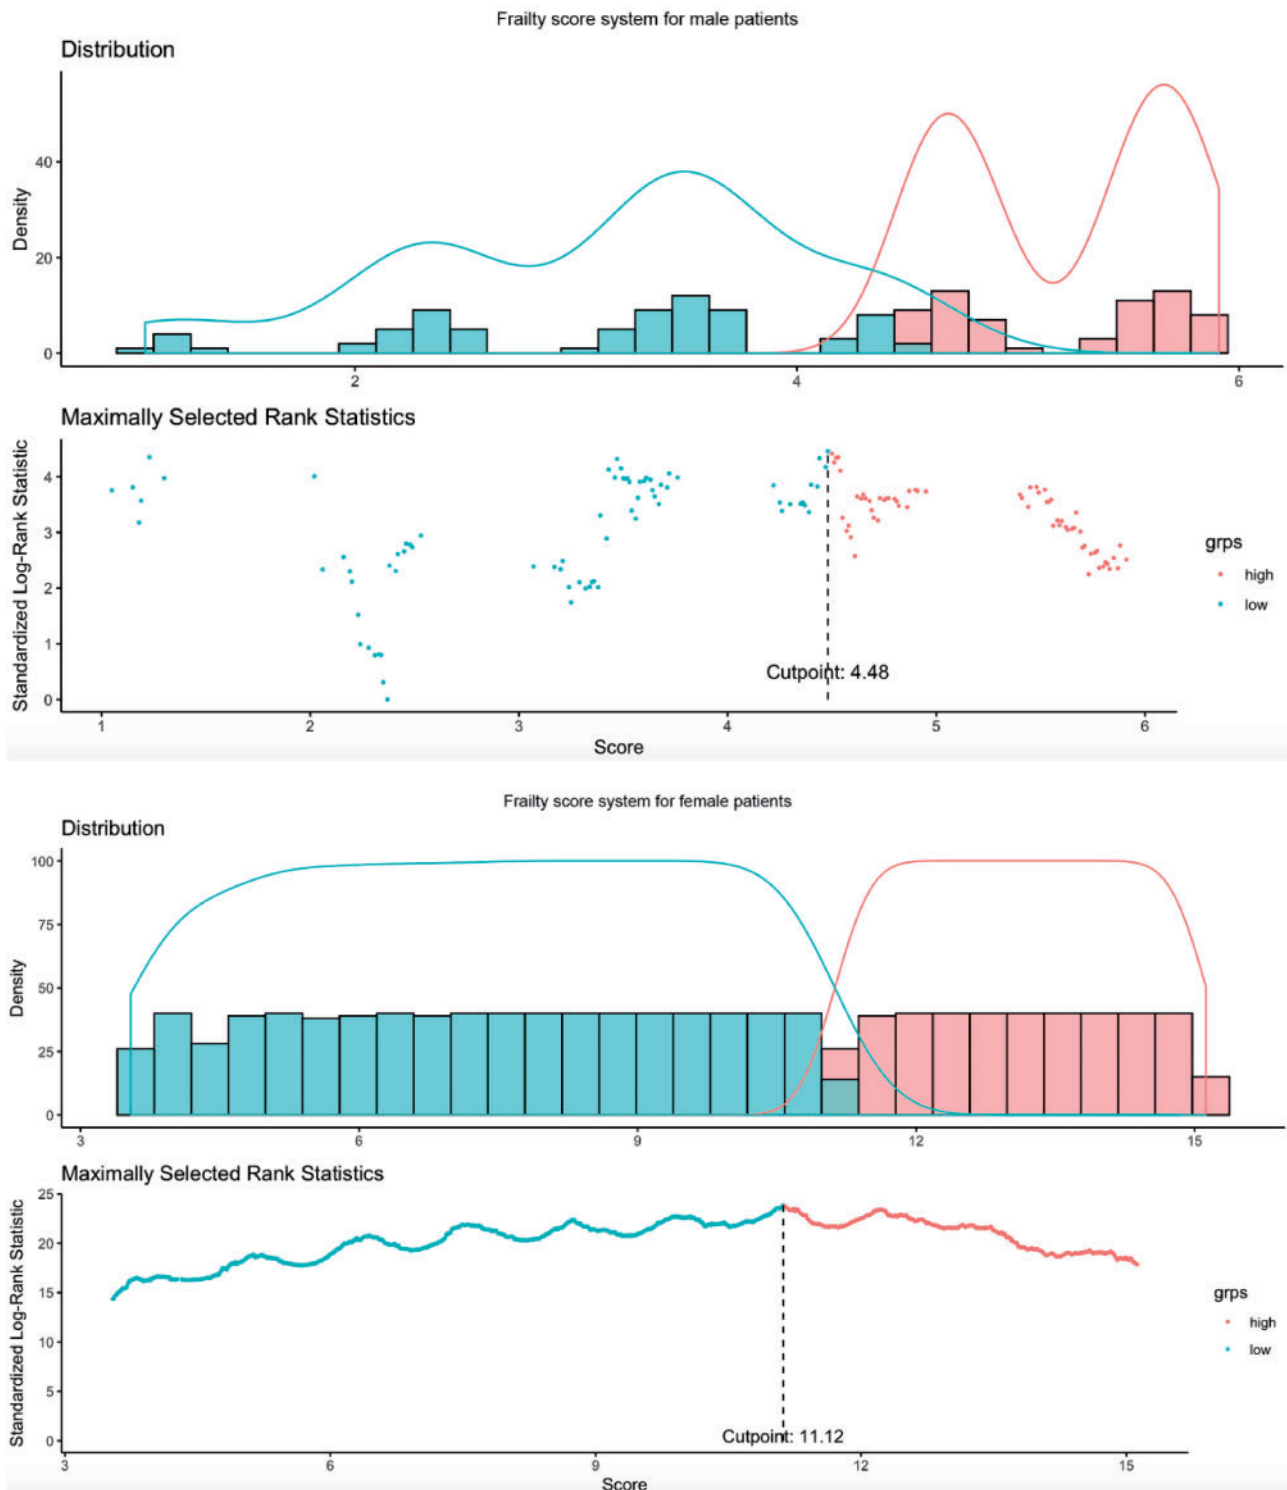 Frailty score system for male patients
Distribution
Density
40
20
0
2 4 6
Maximally Selected Rank Statistics
Standardized Log-Rank Statistic
4
3
2
1
0
Cutpoint: 4.48
1 2 3 4 5 6
Score
grps
high
low
Frailty score system for female patients
Distribution
Density
100
75
50
25
0
3 6 9 12 15
Maximally Selected Rank Statistics
Standardized Log-Rank Statistic
25
20
15
10
5
0
Cutpoint: 11.12
3 6 9 12 15
Score
grps
high
low